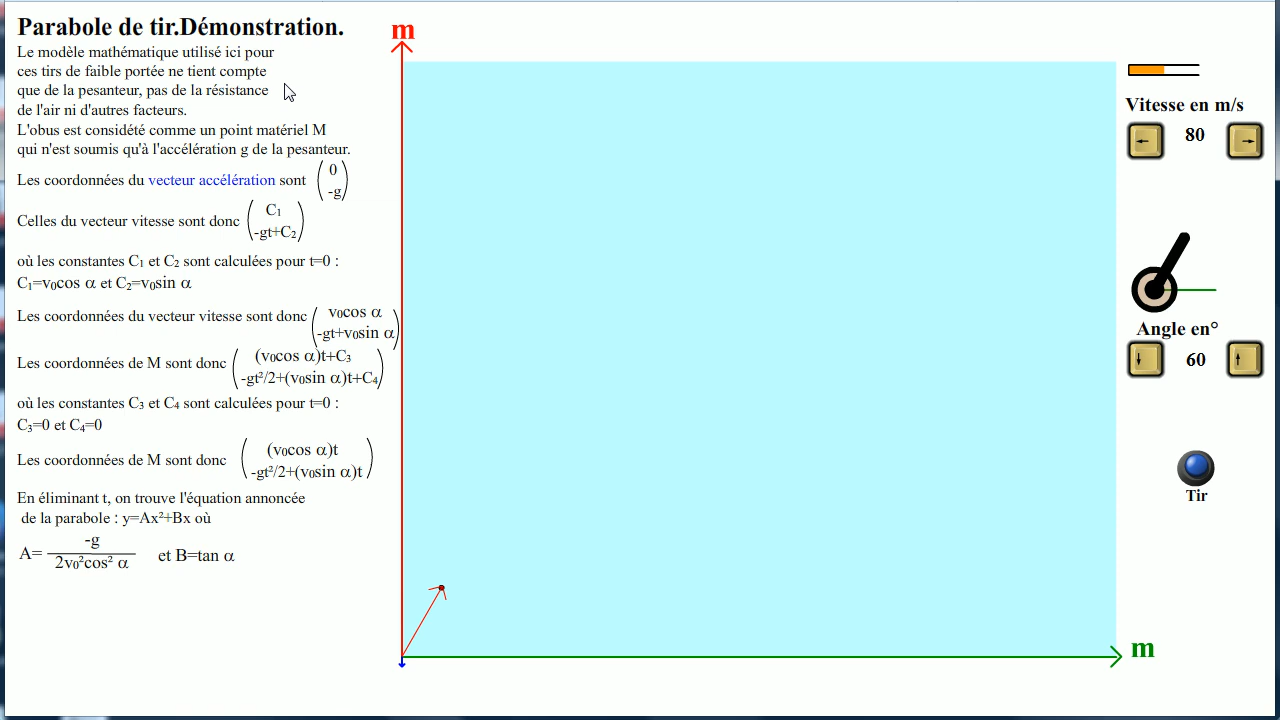 Parabole de tir.Démonstration.
Le modèle mathématique utilisé ici pour
ces tirs de faible portée ne tient compte
que de la pesanteur, pas de la résistance
de l'air ni d'autres facteurs.
L'obus est considété comme un point matériel M
qui n'est soumis qu'à l'accélération g de la pesanteur.
Les coordonnées du vecteur accélération sont (0
-g)
Celles du vecteur vitesse sont donc (C₁
-gt+C₂)
où les constantes C₁ et C₂ sont calculées pour t=0 :
C₁=v₀cos α et C₂=v₀sin α
Les coordonnées du vecteur vitesse sont donc (v₀cos α
-gt+v₀sin α)
Les coordonnées de M sont donc ((v₀cos α)t+C₃
-gt²/2+(v₀sin α)t+C₄)
où les constantes C₃ et C₄ sont calculées pour t=0 :
C₃=0 et C₄=0
Les coordonnées de M sont donc ((v₀cos α)t
-gt²/2+(v₀sin α)t)
En éliminant t, on trouve l'équation annoncée
de la parabole : y=Ax²+Bx où
A= -g
2v₀²cos² α et B=tan α
m
m
Vitesse en m/s
← 80 →
Angle en°
↓ 60 ↑
Tir